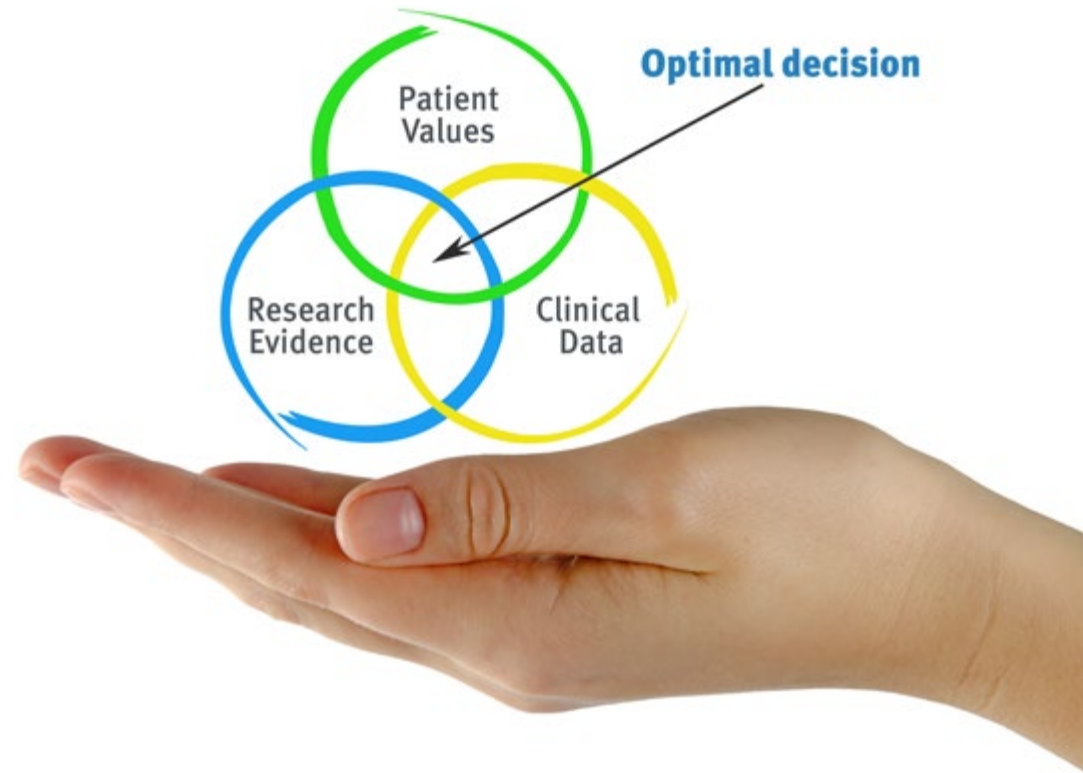 Optimal decision
Patient
Values
Research
Evidence
Clinical
Data